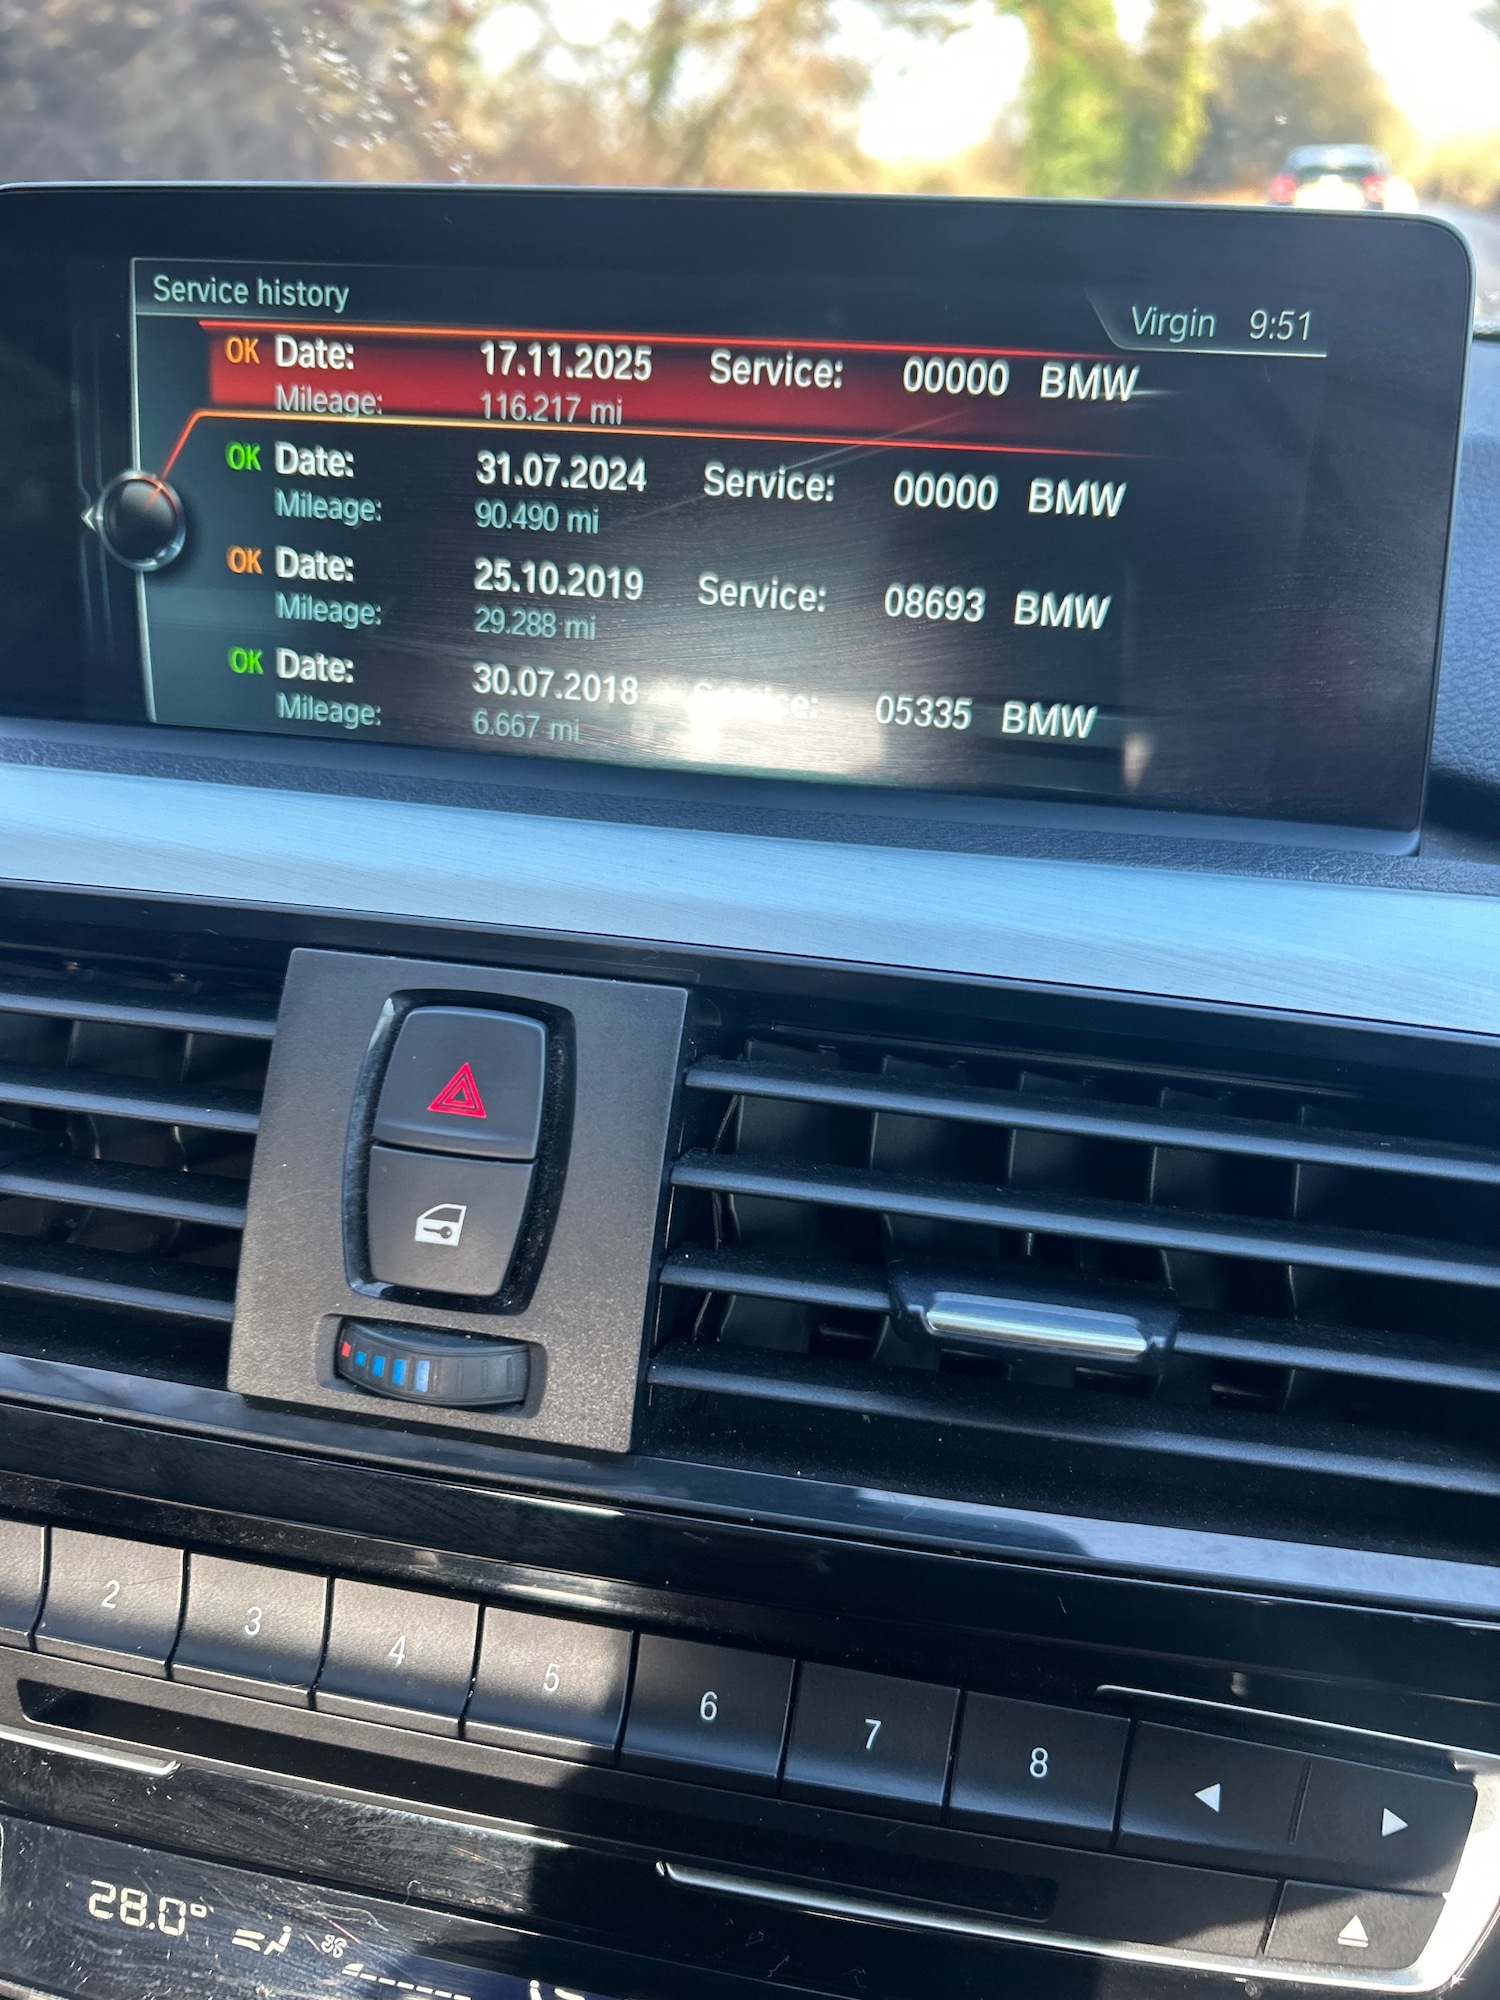 Service history
Virgin 9:51
OK Date: 17.11.2025 Service: 00000 BMW
Mileage: 116.217 mi
OK Date: 31.07.2024 Service: 00000 BMW
Mileage: 90.490 mi
OK Date: 25.10.2019 Service: 08693 BMW
Mileage: 29.288 mi
OK Date: 30.07.2018 Service: 05335 BMW
Mileage: 6.667 mi
2 3 4 5 6 7 8
28.0°